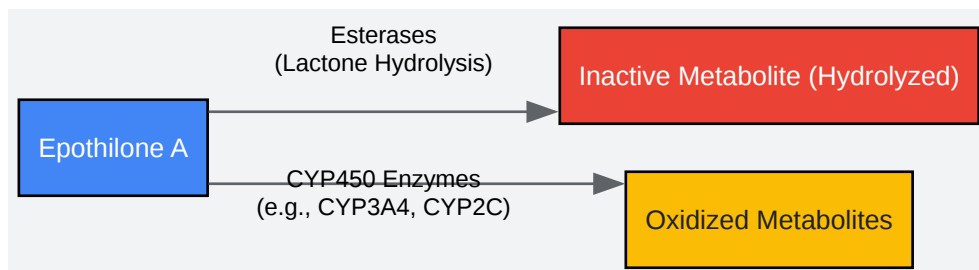 Esterases
(Lactone Hydrolysis)
Inactive Metabolite (Hydrolyzed)
Epothilone A
CYP450 Enzymes
(e.g., CYP3A4, CYP2C)
Oxidized Metabolites